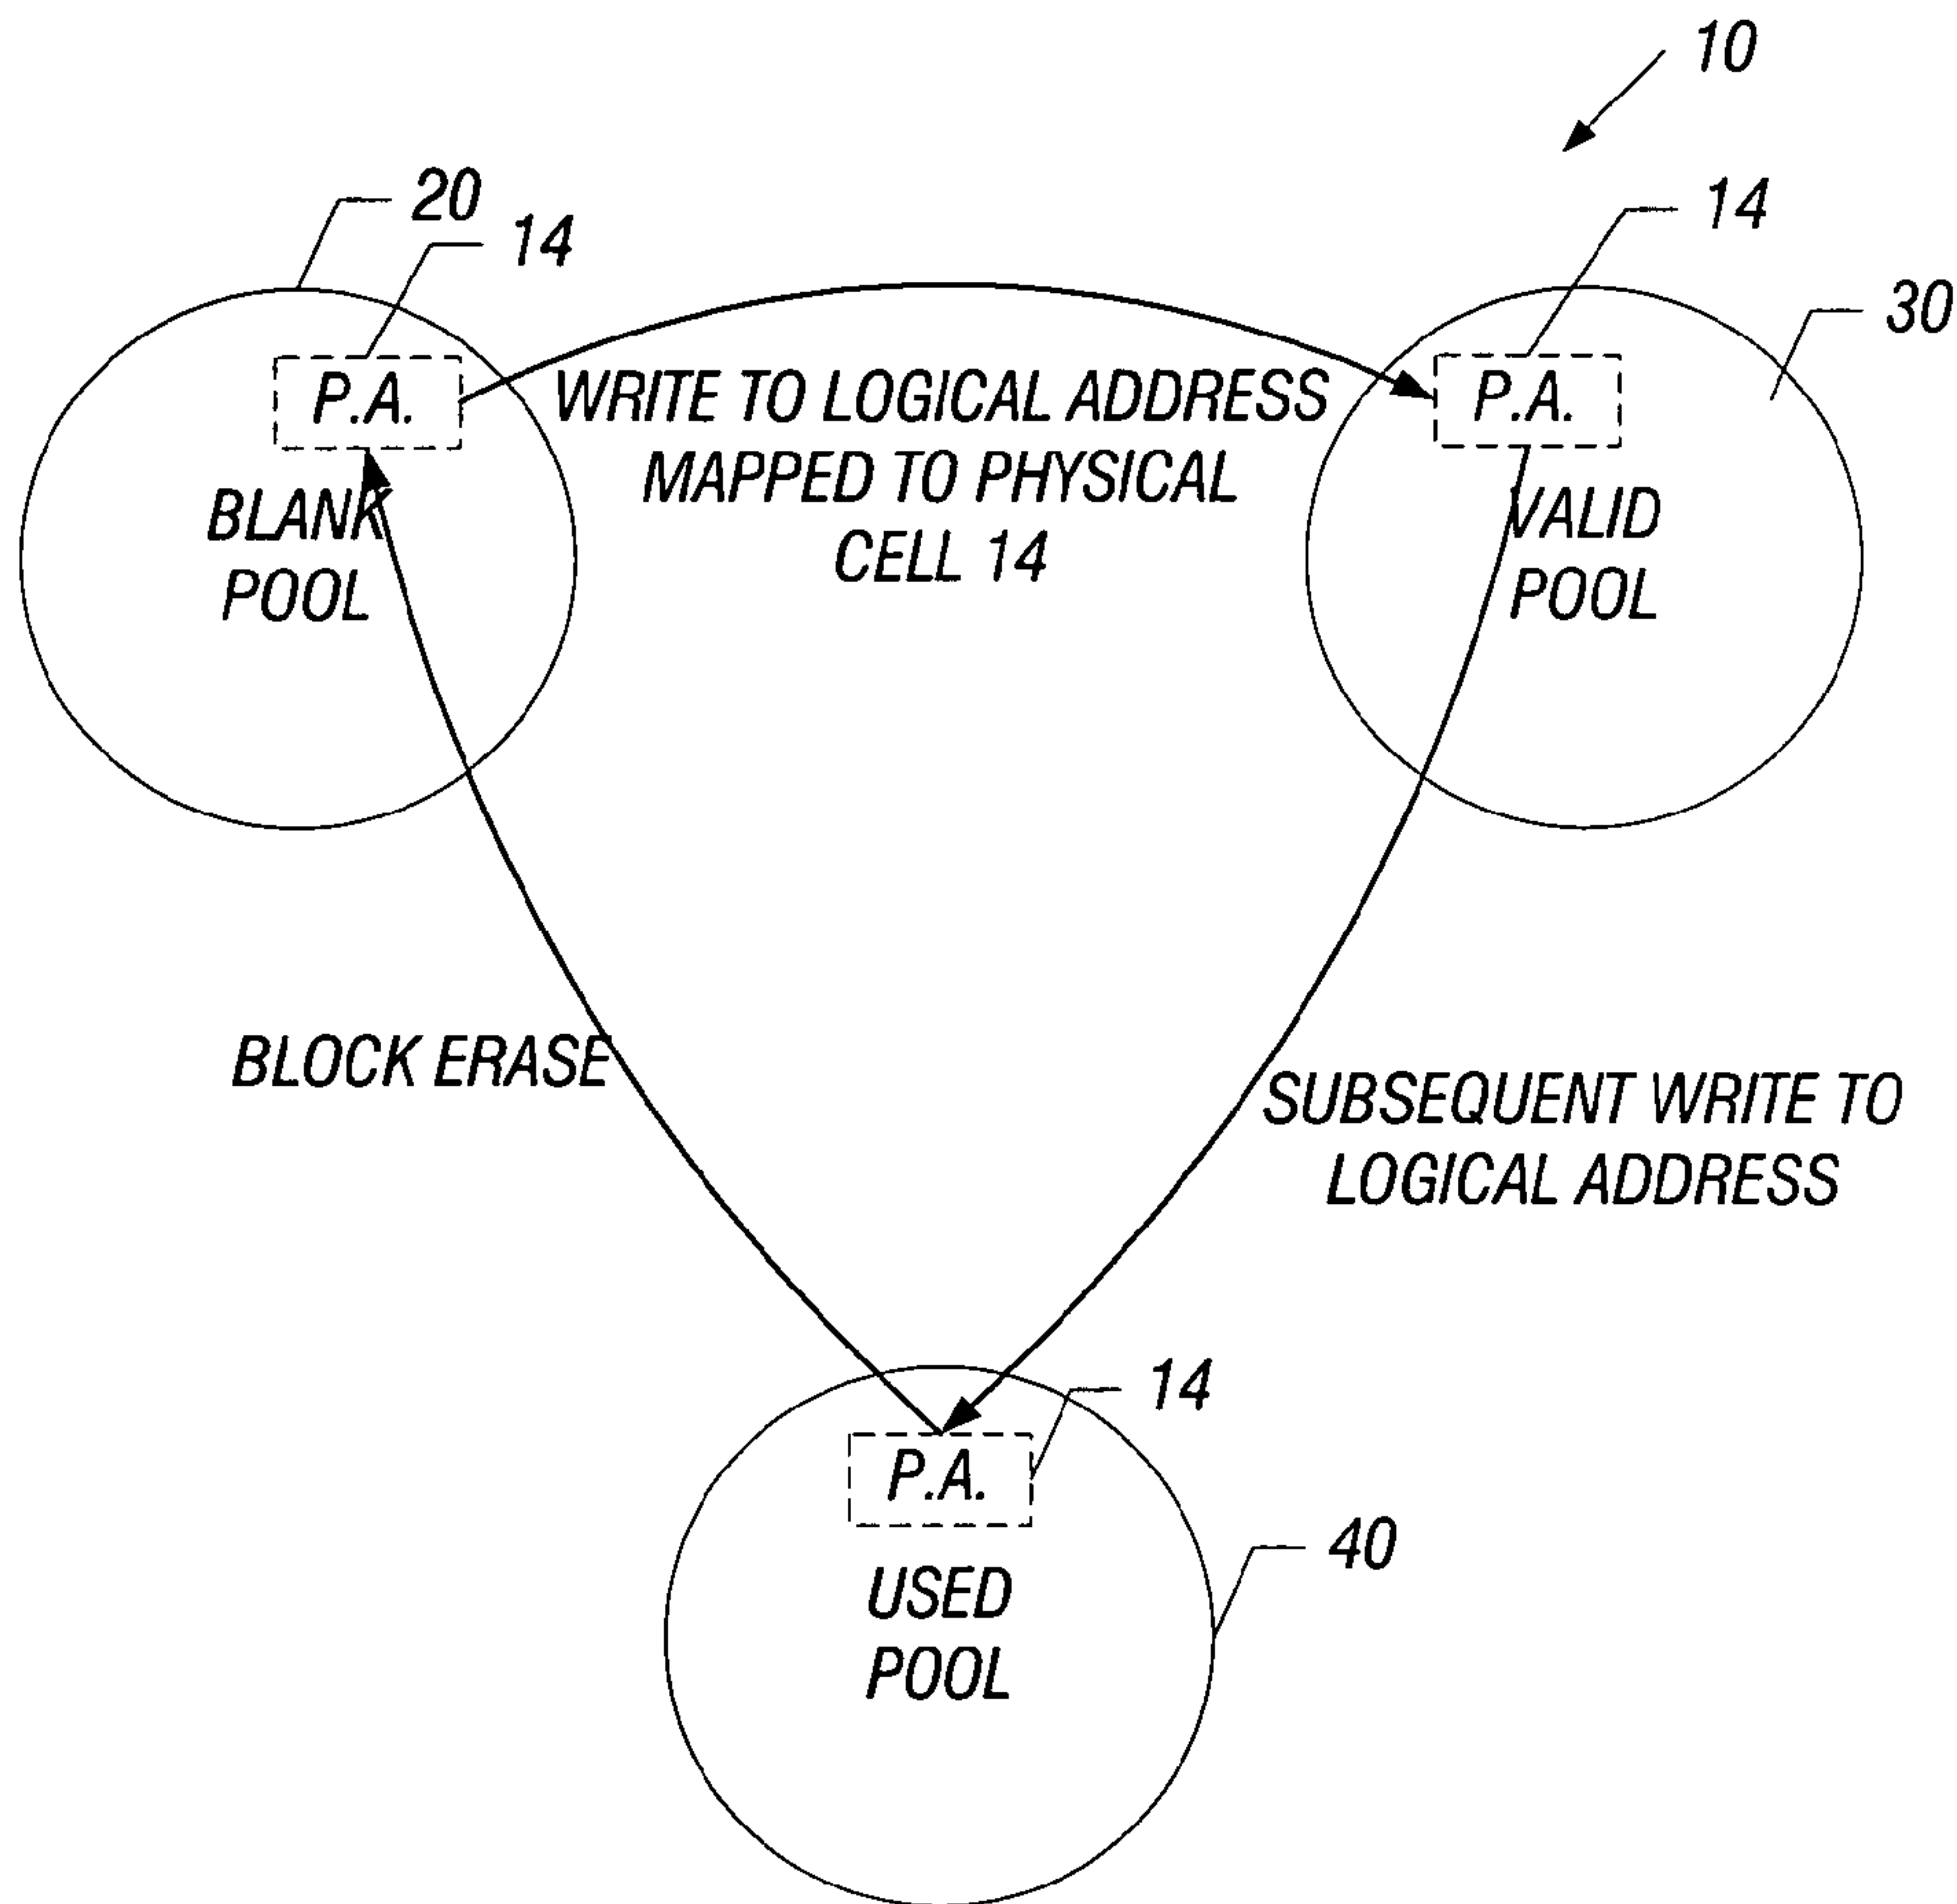 10
20
14
14
30
P.A.
WRITE TO LOGICAL ADDRESS
MAPPED TO PHYSICAL
CELL 14
P.A.
BLANK
POOL
VALID
POOL
BLOCK ERASE
SUBSEQUENT WRITE TO
LOGICAL ADDRESS
14
P.A.
40
USED
POOL